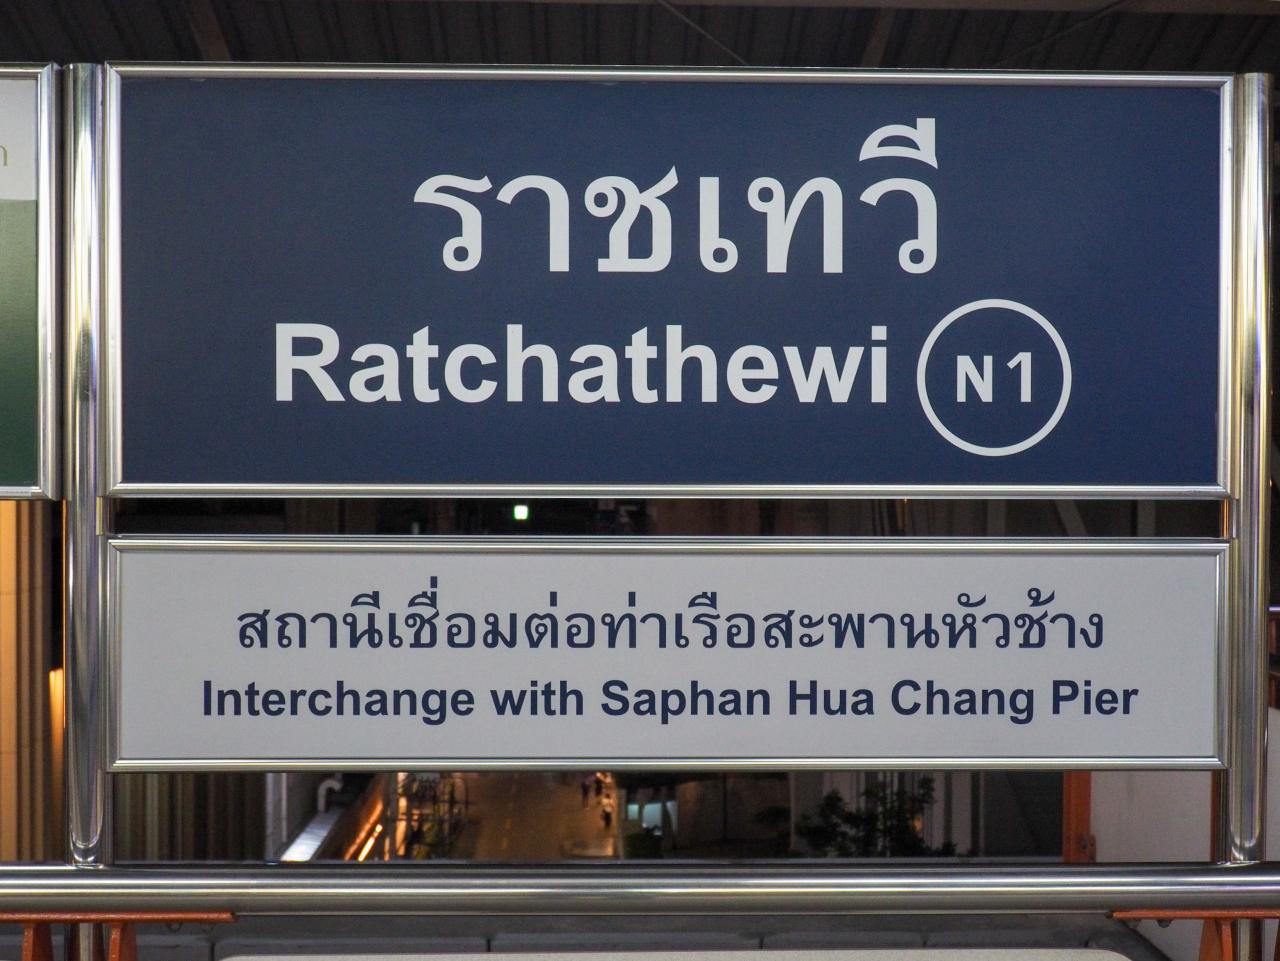 ราชเทวี
Ratchathewi N1
สถานีเชื่อมต่อท่าเรือสะพานหัวช้าง
Interchange with Saphan Hua Chang Pier